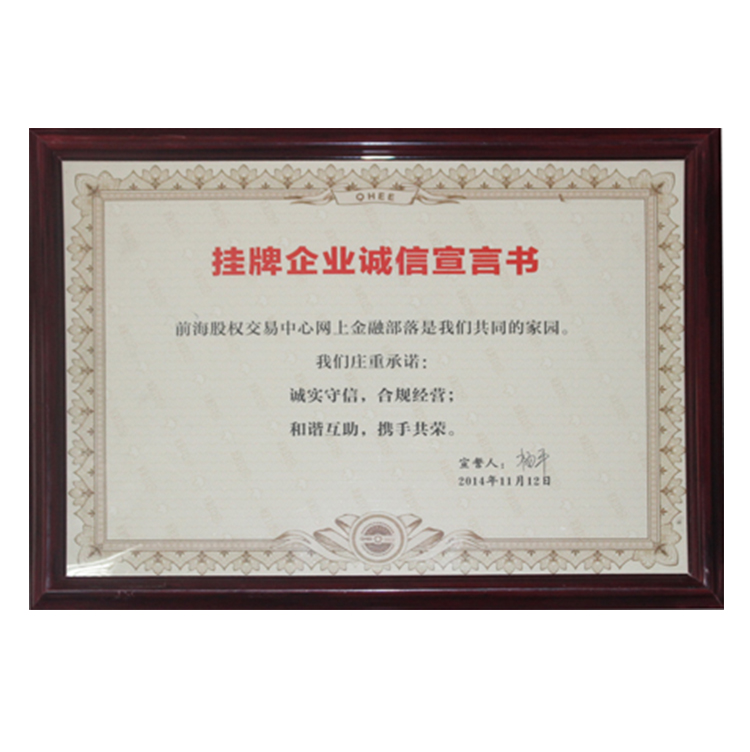 QHEE
挂牌企业诚信宣言书
前海股权交易中心网上金融部落是我们共同的家园。
我们庄重承诺：
诚实守信，合规经营；
和谐互助，携手共荣。
宣誓人：
2014年11月12日